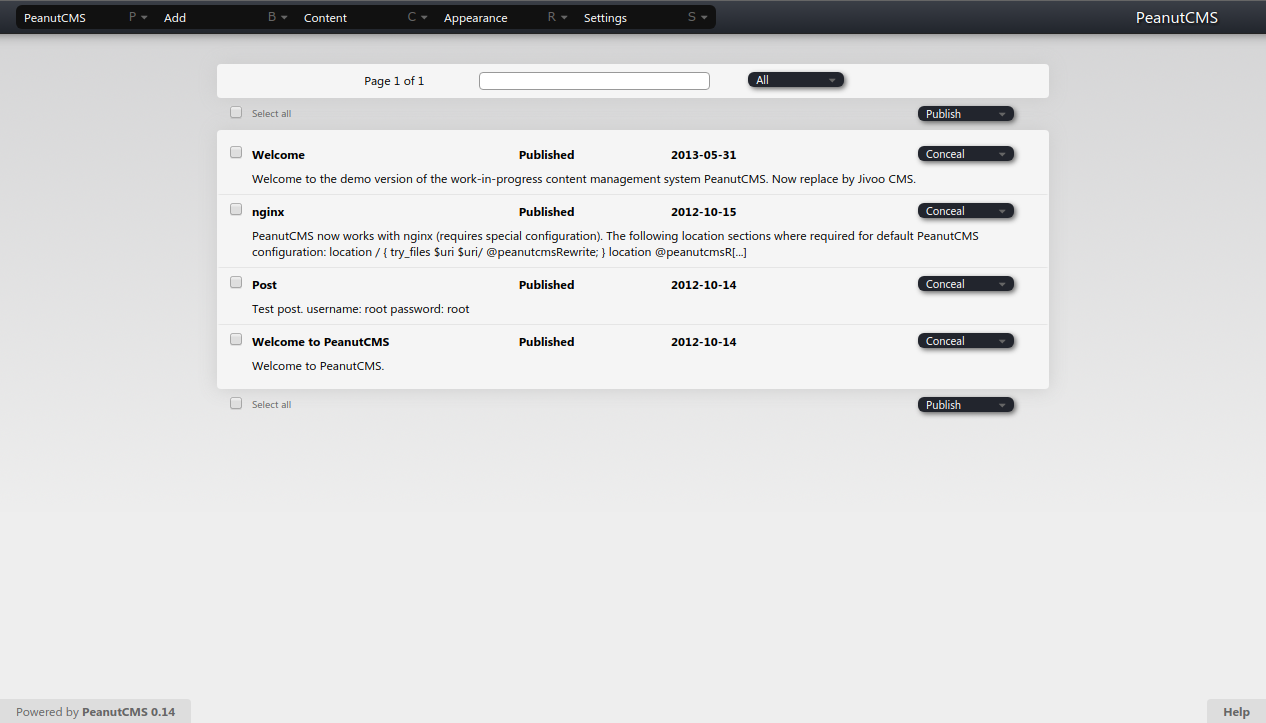 PeanutCMS P Add B Content C Appearance R Settings S PeanutCMS
Page 1 of 1 All
Select all Publish
Welcome Published 2013-05-31 Conceal
Welcome to the demo version of the work-in-progress content management system PeanutCMS. Now replace by Jivoo CMS.
nginx Published 2012-10-15 Conceal
PeanutCMS now works with nginx (requires special configuration). The following location sections where required for default PeanutCMS
configuration: location / { try_files $uri $uri/ @peanutcmsRewrite; } location @peanutcmsR[...]
Post Published 2012-10-14 Conceal
Test post. username: root password: root
Welcome to PeanutCMS Published 2012-10-14 Conceal
Welcome to PeanutCMS.
Select all Publish
Powered by PeanutCMS 0.14 Help